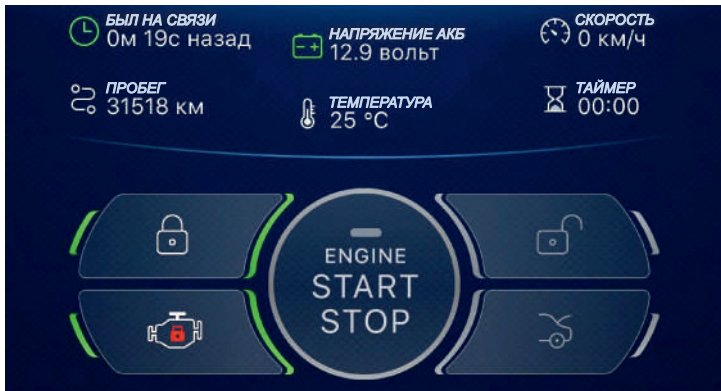 БЫЛ НА СВЯЗИ
0м 19с назад
НАПРЯЖЕНИЕ АКБ
12.9 вольт
СКОРОСТЬ
0 км/ч
ПРОБЕГ
31518 км
ТЕМПЕРАТУРА
25 °C
ТАЙМЕР
00:00
ENGINE
START
STOP